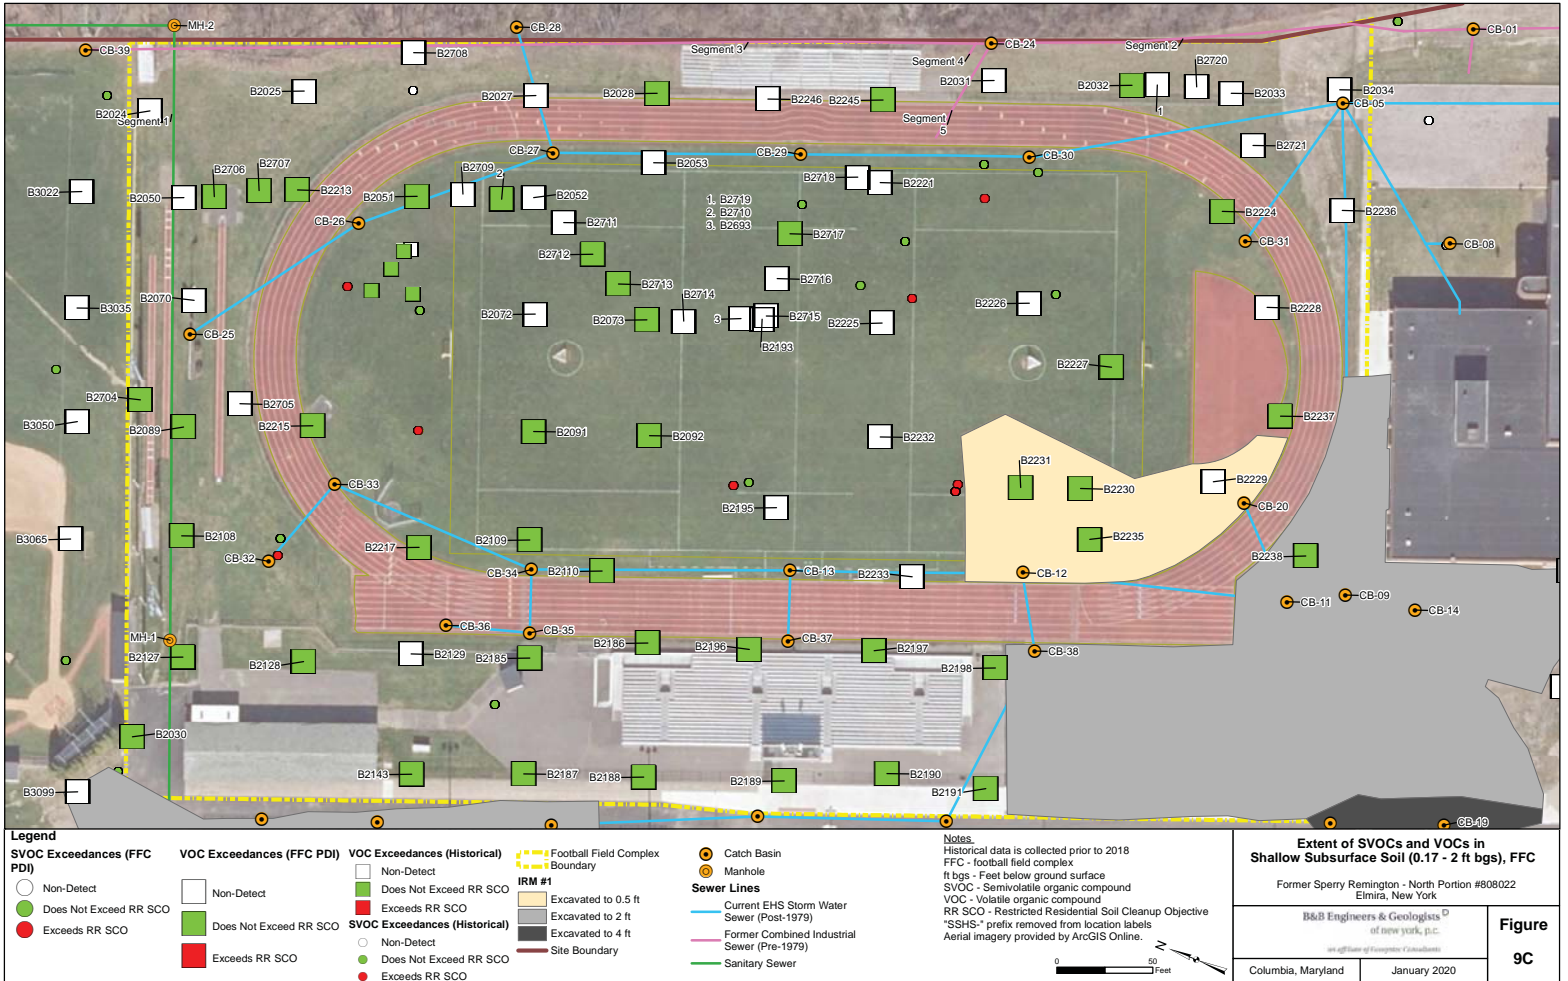 MH-2
CB-28
CB-39
B2708
Segment 3
CB-24
Segment 4
Segment 2
CB-01
B2025
B2024
Segment 1
B2027
B2028
B2246
B2245
B2031
Segment
5
B2032
1
B2720
B2033
B2034
CB-05
CB-27
B2053
CB-29
CB-30
B2721
B3022
B2050
B2706
B2707
B2213
B2051
B2709
2
B2052
B2718
B2221
CB-26
B2711
1. B2719
2. B2710
3. B2693
B2717
B2224
B2236
CB-31
CB-08
B2712
B2713
B2716
B3035
B2070
CB-25
B2072
B2073
B2714
3
B2715
B2193
B2225
B2226
B2228
B2227
B2704
B2705
B3050
B2089
B2215
B2091
B2092
B2232
B2237
B2231
B2230
B2229
CB-33
CB-20
B2195
B3065
B2108
CB-32
B2217
B2109
B2235
B2238
CB-34
B2110
CB-13
B2233
CB-12
CB-11
CB-09
CB-14
MH-1
CB-36
CB-35
CB-37
CB-38
B2127
B2128
B2129
B2185
B2186
B2196
B2197
B2198
B2030
B3099
B2143
B2187
B2188
B2189
B2190
B2191
CB-19
Legend
SVOC Exceedances (FFC
PDI)
Non-Detect
Does Not Exceed RR SCO
Exceeds RR SCO
VOC Exceedances (FFC PDI)
Non-Detect
Does Not Exceed RR SCO
Exceeds RR SCO
VOC Exceedances (Historical)
Non-Detect
Does Not Exceed RR SCO
Exceeds RR SCO
SVOC Exceedances (Historical)
Non-Detect
Does Not Exceed RR SCO
Exceeds RR SCO
Football Field Complex
Boundary
IRM #1
Excavated to 0.5 ft
Excavated to 2 ft
Excavated to 4 ft
Site Boundary
Catch Basin
Manhole
Sewer Lines
Current EHS Storm Water
Sewer (Post-1979)
Former Combined Industrial
Sewer (Pre-1979)
Sanitary Sewer
Notes
Historical data is collected prior to 2018
FFC - football field complex
ft bgs - Feet below ground surface
SVOC - Semivolatile organic compound
VOC - Volatile organic compound
RR SCO - Restricted Residential Soil Cleanup Objective
"SSHS-" prefix removed from location labels
Aerial imagery provided by ArcGIS Online.
N
0 50
Feet
Extent of SVOCs and VOCs in
Shallow Subsurface Soil (0.17 - 2 ft bgs), FFC
Former Sperry Remington - North Portion #808022
Elmira, New York
B&B Engineers & Geologists
of new york, p.c.
an affiliate of Geosyntec Consultants
Figure
9C
Columbia, Maryland
January 2020